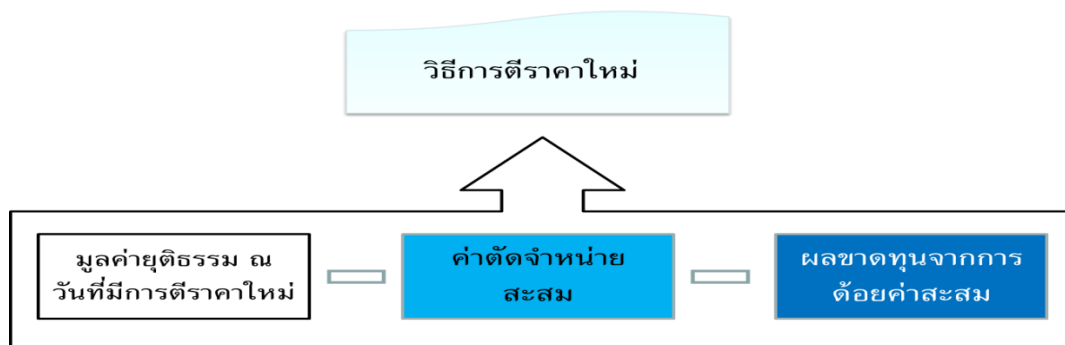 วิธีการตีราคาใหม่
มูลค่ายุติธรรม ณ
วันที่มีการตีราคาใหม่
ค่าตัดจำหน่าย
สะสม
ผลขาดทุนจากการ
ด้อยค่าสะสม